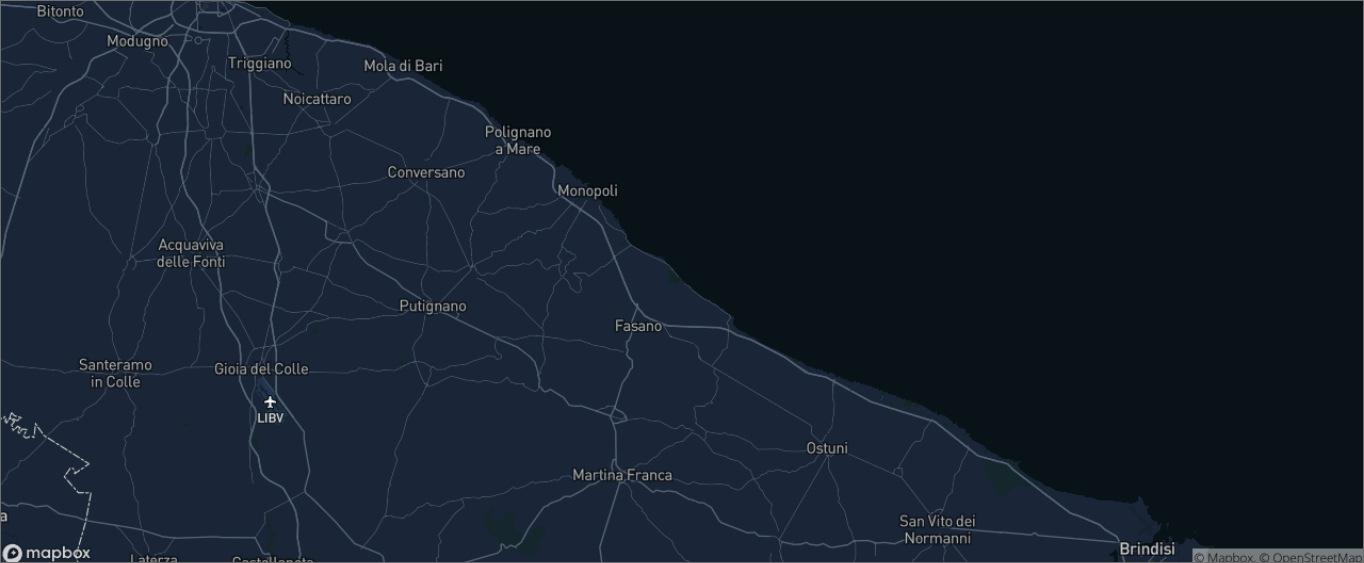 Bitonto
Modugno
Triggiano
Mola di Bari
Noicattaro
Polignano
a Mare
Conversano
Monopoli
Acquaviva
delle Fonti
Putignano
Fasano
Santeramo
in Colle
Gioia del Colle
LIBV
Ostuni
Martina Franca
San Vito dei
Normanni
a
Brindisi
mapbox
Laterza
Castellaneta
© Mapbox, © OpenStreetMap